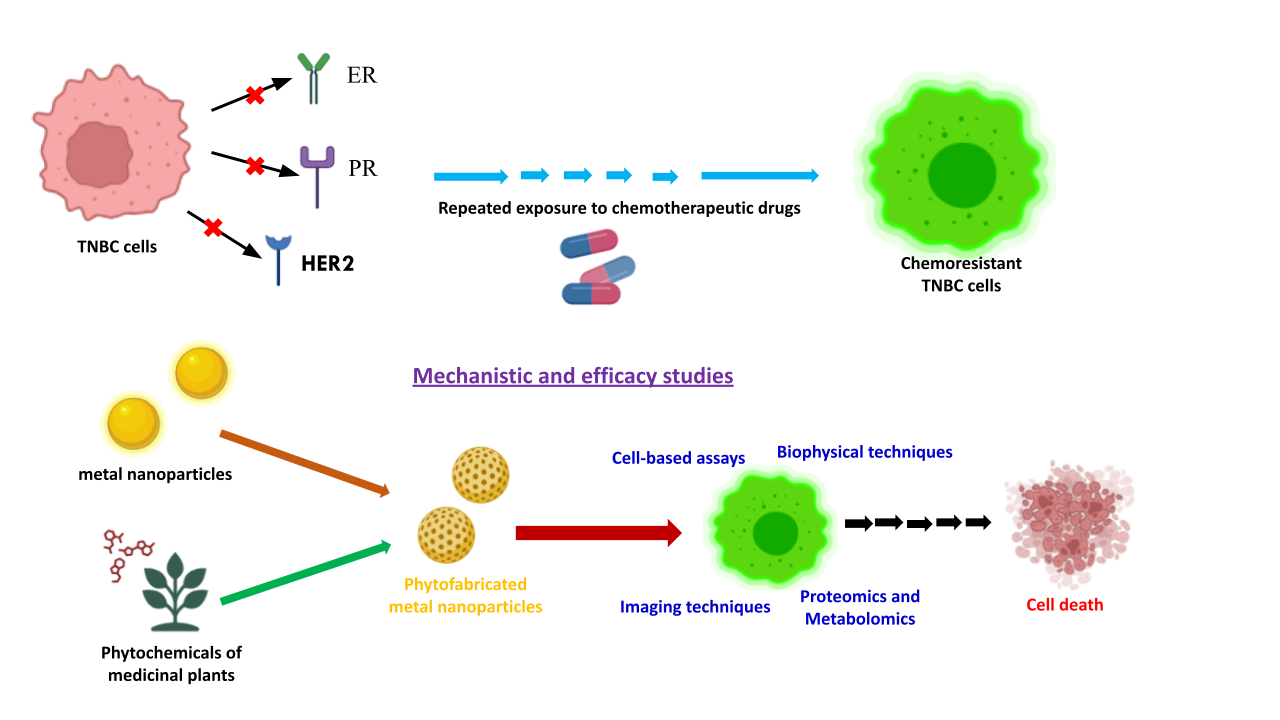 ER
PR
HER2
TNBC cells
Repeated exposure to chemotherapeutic drugs
Chemoresistant
TNBC cells
Mechanistic and efficacy studies
metal nanoparticles
Phytochemicals of
medicinal plants
Phytofabricated
metal nanoparticles
Cell-based assays
Biophysical techniques
Imaging techniques
Proteomics and
Metabolomics
Cell death